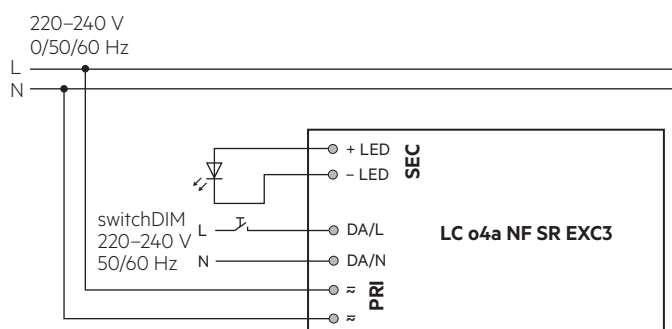 220–240 V
0/50/60 Hz
L
N
+ LED
– LED
SEC
switchDIM
220–240 V
50/60 Hz
L
N
DA/L
DA/N
≂
≂
PRI
LC o4a NF SR EXC3